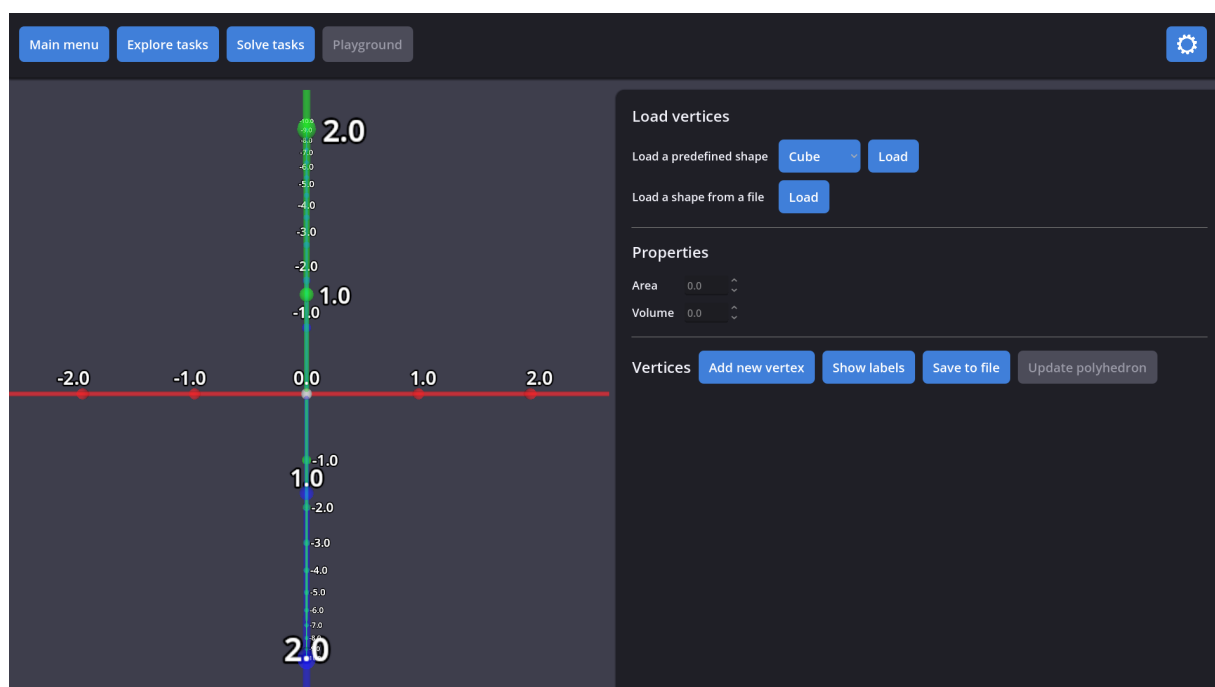 Main menu Explore tasks Solve tasks Playground
Load vertices
Load a predefined shape Cube Load
Load a shape from a file Load
Properties
Area 0.0
Volume 0.0
Vertices Add new vertex Show labels Save to file Update polyhedron
2.0
-7.0
-6.0
-5.0
-4.0
-3.0
-2.0
1.0
-1.0
-2.0 -1.0 0.0 1.0 2.0
-1.0
1.0
-2.0
-3.0
-4.0
-5.0
-6.0
-7.0
2.0